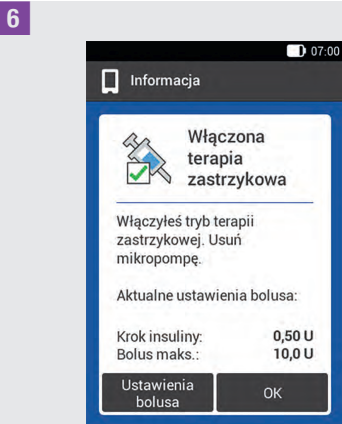 6
07:00
Informacja
Włączona
terapia
zastrzykowa
Włączyłeś tryb terapii
zastrzykowej. Usuń
mikropompę.
Aktualne ustawienia bolusa:
Krok insuliny: 0,50 U
Bolus maks.: 10,0 U
Ustawienia
bolusa
OK